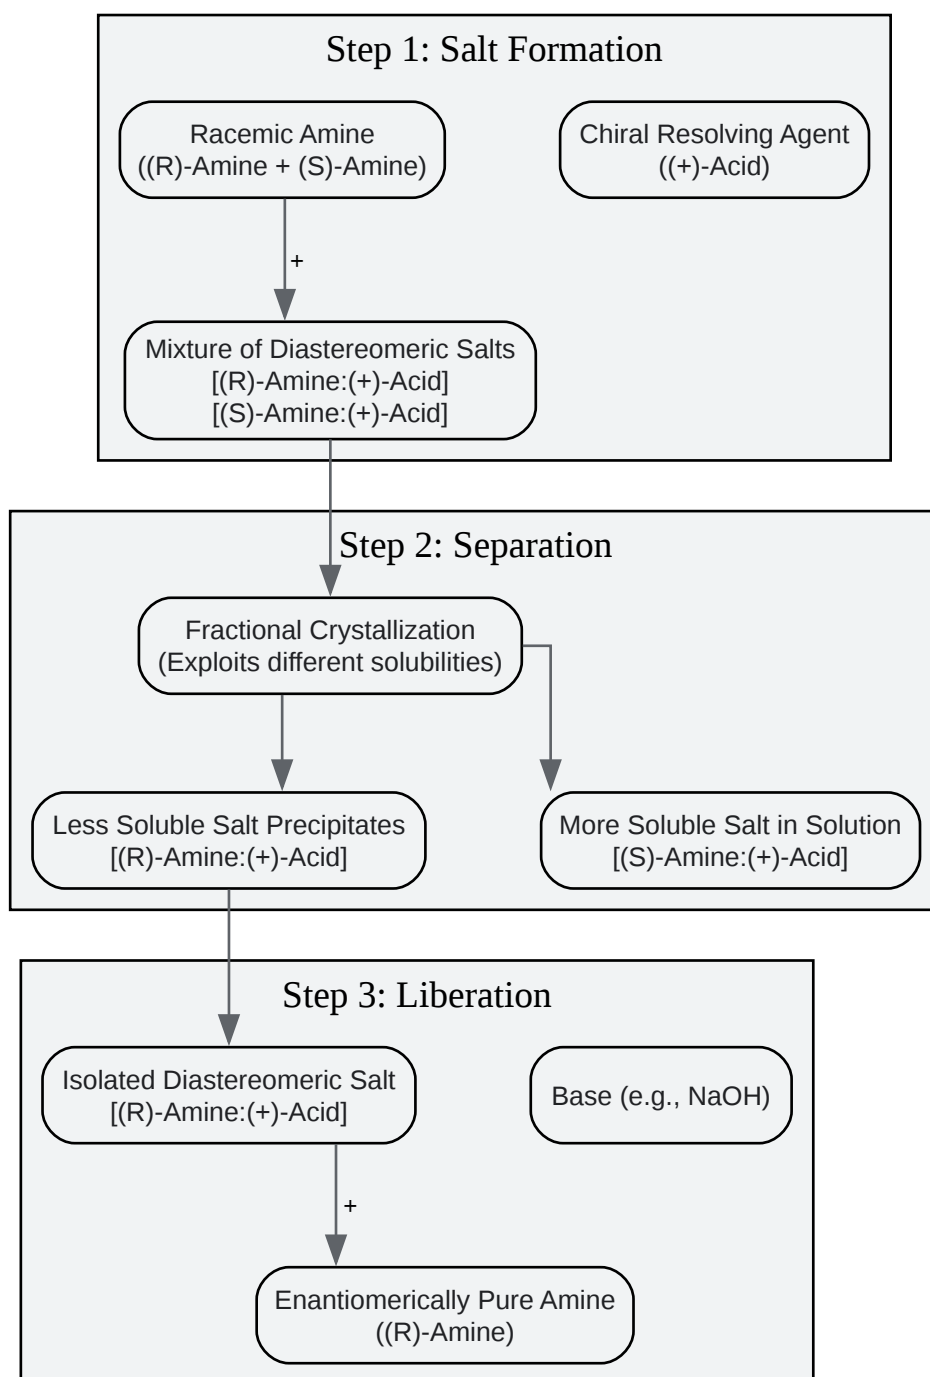 Step 1: Salt Formation
Racemic Amine
((R)-Amine + (S)-Amine)
Chiral Resolving Agent
((+)-Acid)
+
Mixture of Diastereomeric Salts
[(R)-Amine:(+)-Acid]
[(S)-Amine:(+)-Acid]
Step 2: Separation
Fractional Crystallization
(Exploits different solubilities)
Less Soluble Salt Precipitates
[(R)-Amine:(+)-Acid]
More Soluble Salt in Solution
[(S)-Amine:(+)-Acid]
Step 3: Liberation
Isolated Diastereomeric Salt
[(R)-Amine:(+)-Acid]
Base (e.g., NaOH)
+
Enantiomerically Pure Amine
((R)-Amine)